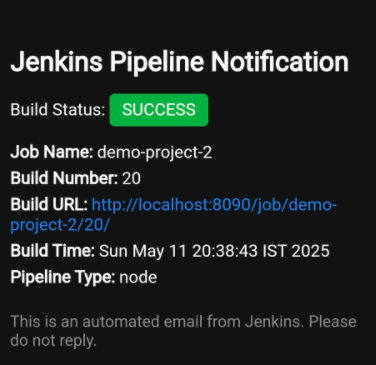 Jenkins Pipeline Notification
Build Status: SUCCESS
Job Name: demo-project-2
Build Number: 20
Build URL: http://localhost:8090/job/demo-
project-2/20/
Build Time: Sun May 11 20:38:43 IST 2025
Pipeline Type: node
This is an automated email from Jenkins. Please
do not reply.